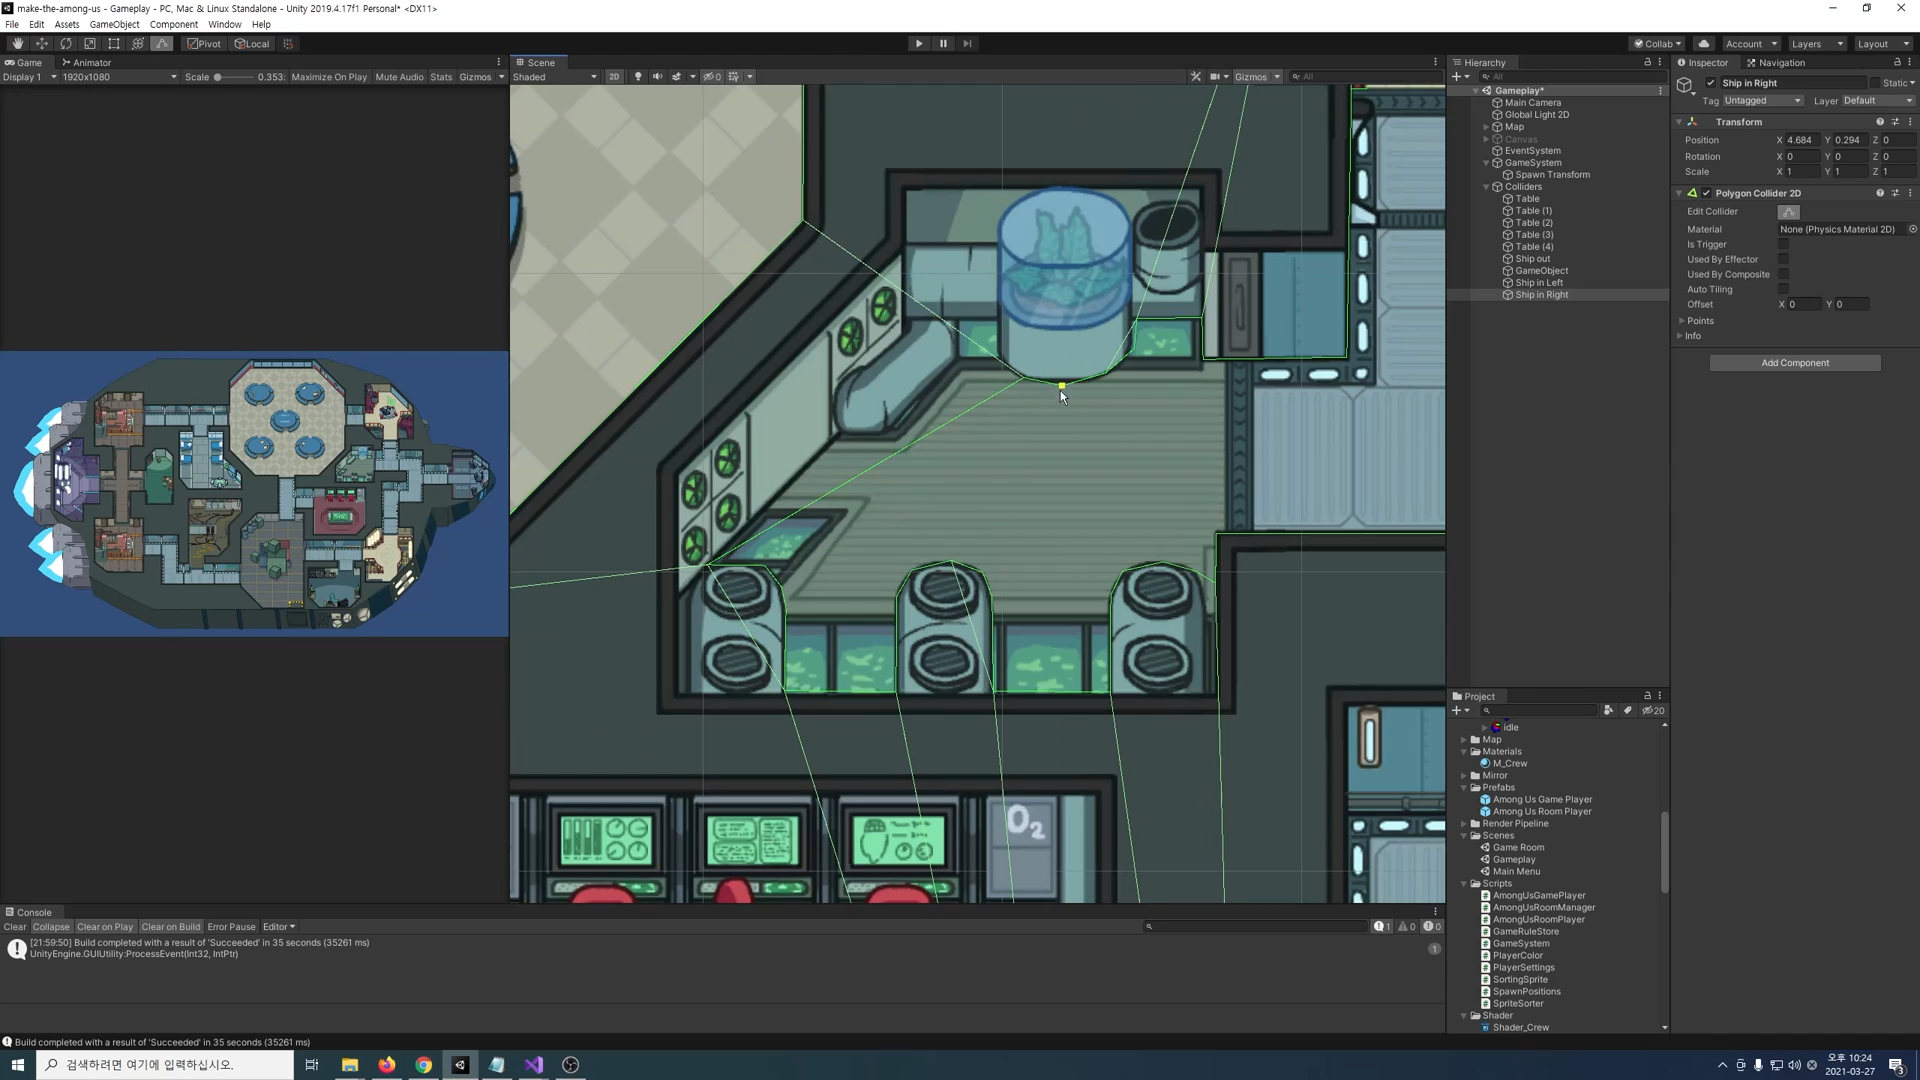 make-the-among-us - Gameplay - PC, Mac & Linux Standalone - Unity 2019.4.17f1 Personal* <DX11>
File Edit Assets GameObject Component Window Help
Pivot Local Collab Account Layers Layout
Game Animator
Display 1 1920x1080 Scale 0.353: Maximize On Play Mute Audio Stats Gizmos
Scene
Shaded 2D 0 Gizmos All
Hierarchy
All
Gameplay*
Main Camera
Global Light 2D
Map
Canvas
EventSystem
GameSystem
Spawn Transform
Colliders
Table
Table (1)
Table (2)
Table (3)
Table (4)
Ship out
GameObject
Ship in Left
Ship in Right
Inspector Navigation
Ship in Right Static
Tag Untagged Layer Default
Transform
Position X 4.684 Y 0.294 Z 0
Rotation X 0 Y 0 Z 0
Scale X 1 Y 1 Z 1
Polygon Collider 2D
Edit Collider
Material None (Physics Material 2D)
Is Trigger
Used By Effector
Used By Composite
Auto Tiling
Offset X 0 Y 0
Points
Info
Add Component
O2
Project
20
idle
Map
Materials
M_Crew
Mirror
Prefabs
Among Us Game Player
Among Us Room Player
Render Pipeline
Scenes
Game Room
Gameplay
Main Menu
Scripts
AmongUsGamePlayer
AmongUsRoomManager
AmongUsRoomPlayer
GameRuleStore
GameSystem
PlayerColor
PlayerSettings
SortingSprite
SpawnPositions
SpriteSorter
Shader
Shader_Crew
Console
Clear Collapse Clear on Play Clear on Build Error Pause Editor 1 0 0
[21:59:50] Build completed with a result of 'Succeeded' in 35 seconds (35261 ms)
UnityEngine.GUIUtility:ProcessEvent(Int32, IntPtr)
1
Build completed with a result of 'Succeeded' in 35 seconds (35261 ms)
검색하려면 여기에 입력하십시오.
오후 10:24
2021-03-27
3